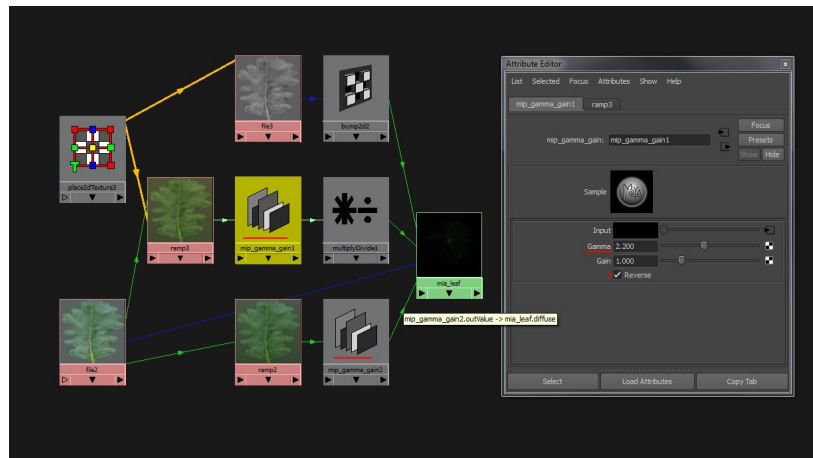 file3
bump2d2
place2dTexture3
ramp3
mip_gamma_gain1
multiplyDivide1
mia_leaf
mip_gamma_gain2.outValue -> mia_leaf.diffuse
file2
ramp2
mip_gamma_gain2
Attribute Editor
List Selected Focus Attributes Show Help
mip_gamma_gain1 ramp3
mip_gamma_gain: mip_gamma_gain1
Focus
Presets
Show Hide
Sample
Input
Gamma 2.200
Gain 1.000
Reverse
Select Load Attributes Copy Tab